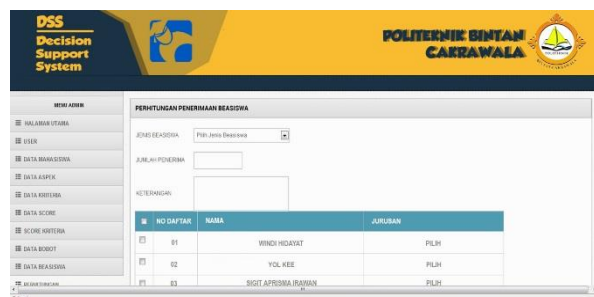 DSS
Decision
Support
System
POLITEKNIK BINTAN
CAKRAWALA
MENU ADMIN
HALAMAN UTAMA
USER
DATA MAHASISWA
DATA ASPEK
DATA KRITERIA
DATA SCORE
SCORE KRITERIA
DATA BOBOT
DATA BEASISWA
PERHITUNGAN
PERHITUNGAN PENERIMAAN BEASISWA
JENIS BEASISWA Pilih Jenis Beasiswa
JUMLAH PENERIMA
KETERANGAN
NO DAFTAR NAMA JURUSAN
01 WINDI HIDAYAT PILIH
02 YOL KEE PILIH
03 SIGIT APRISMA IRAWAN PILIH